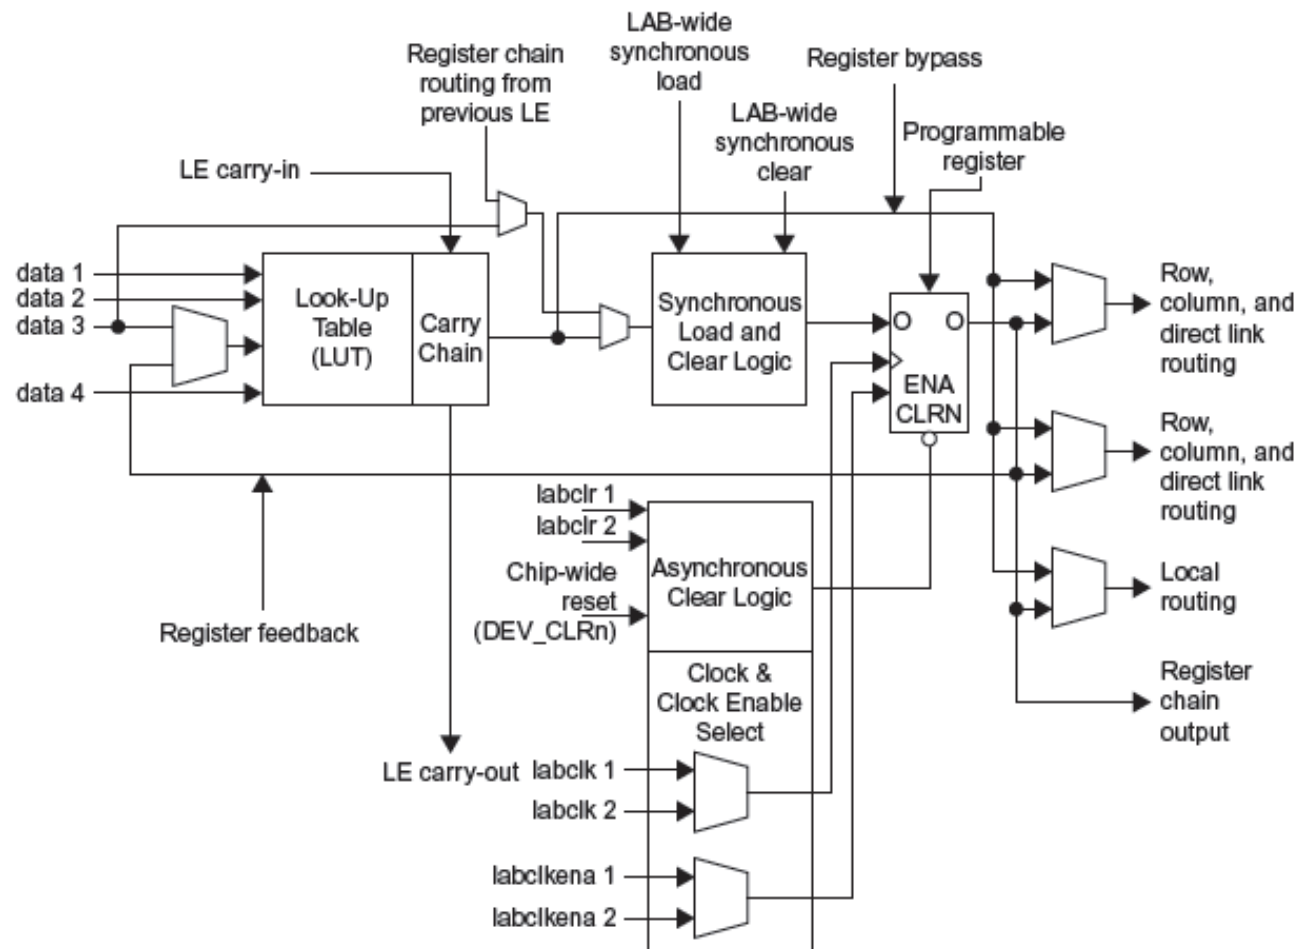 LAB-wide
synchronous
load
Register chain
routing from
previous LE
Register bypass
LAB-wide
synchronous
clear
Programmable
register
LE carry-in
data 1
data 2
data 3
data 4
Look-Up
Table
(LUT)
Carry
Chain
Synchronous
Load and
Clear Logic
O O
ENA
CLRN
Row,
column, and
direct link
routing
Row,
column, and
direct link
routing
Local
routing
Register
chain
output
Register feedback
labclr 1
labclr 2
Chip-wide
reset
(DEV_CLRn)
Asynchronous
Clear Logic
Clock &
Clock Enable
Select
LE carry-out
labclk 1
labclk 2
labclkena 1
labclkena 2